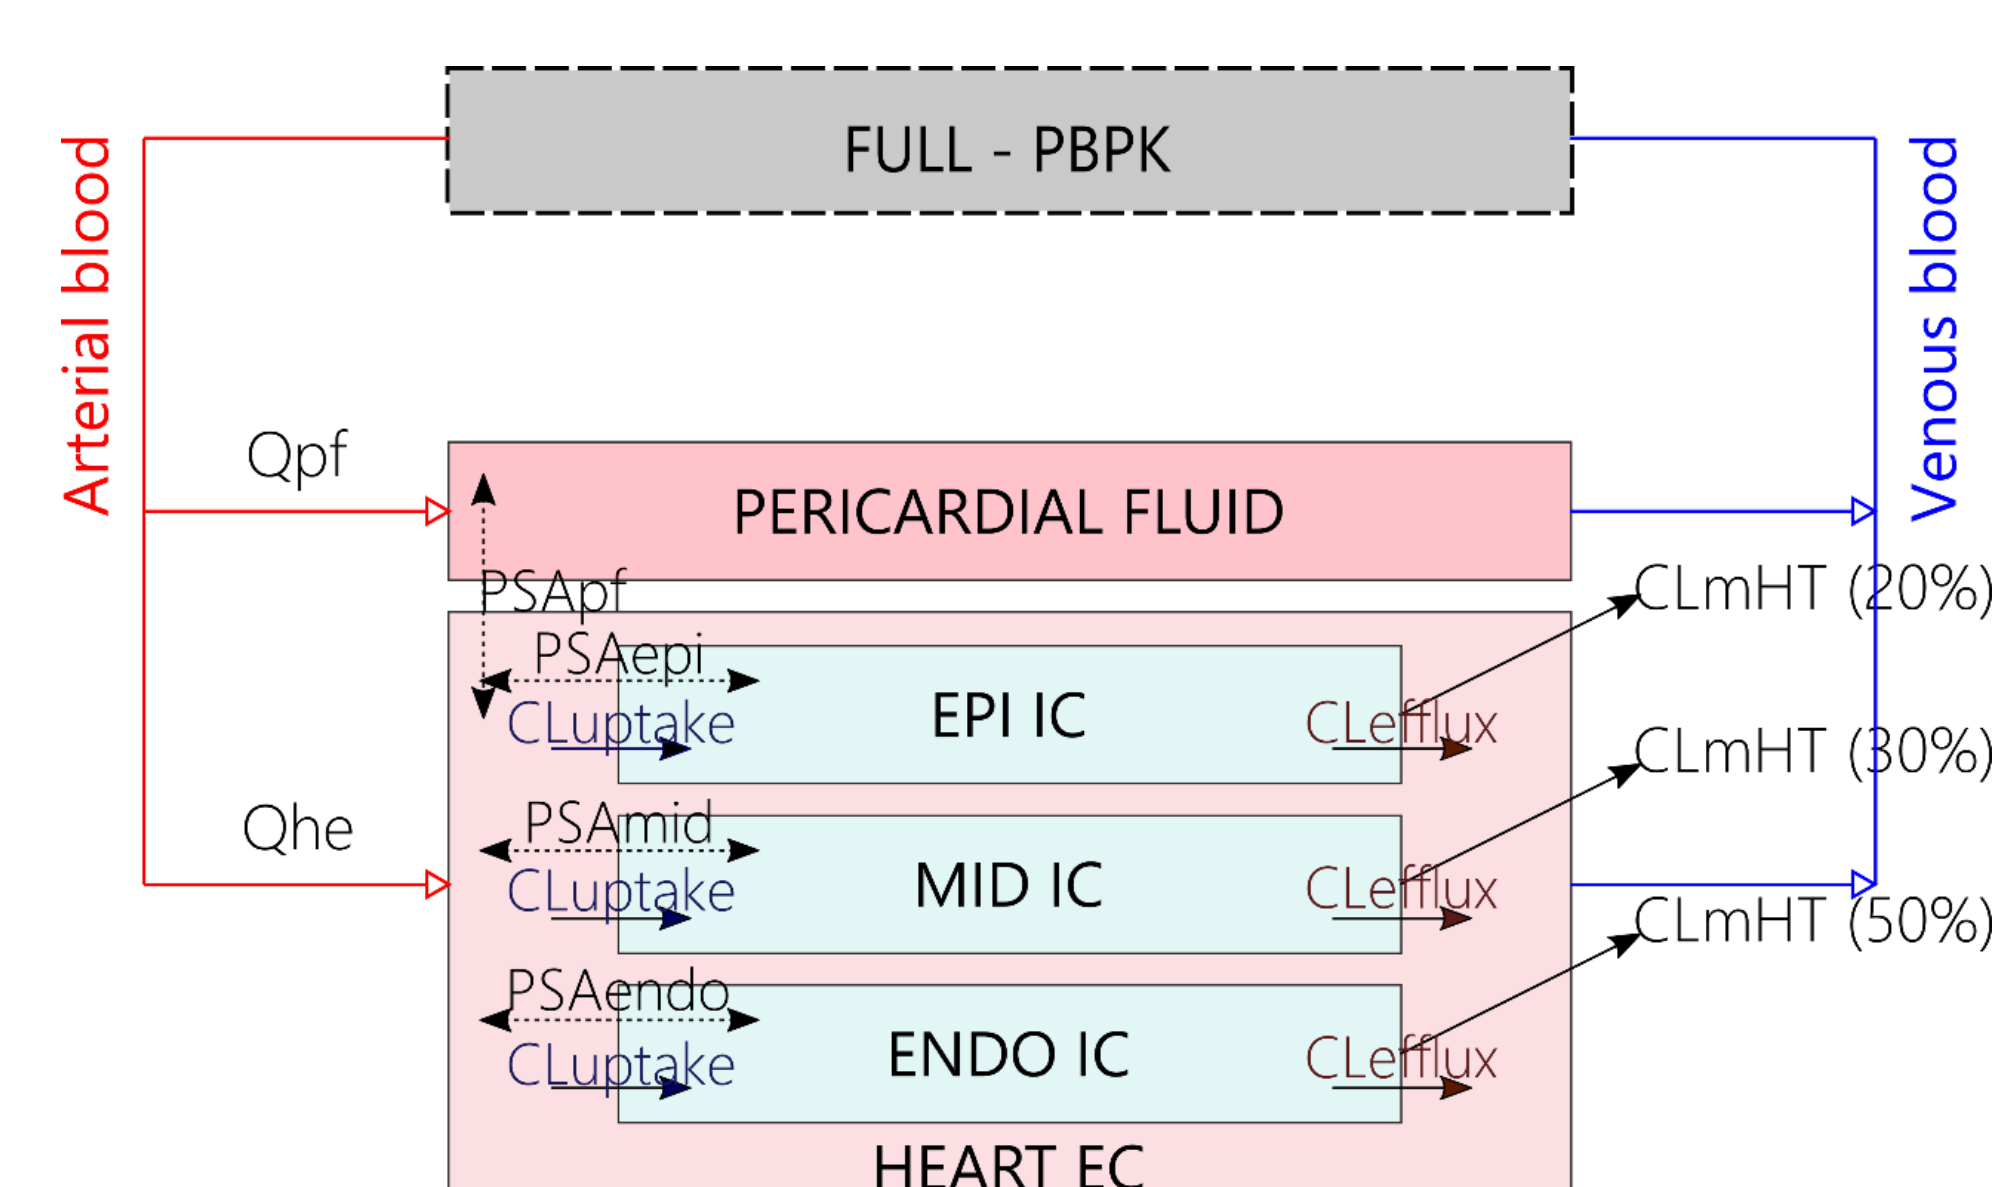 FULL - PBPK
Arterial blood
Venous blood
Qpf
PERICARDIAL FLUID
PSApf
CLmHT (20%)
PSAepi
EPI IC
CLuptake
CLefflux
CLmHT (30%)
Qhe
PSAmid
MID IC
CLuptake
CLefflux
CLmHT (50%)
PSAendo
ENDO IC
CLuptake
CLefflux
HEART EC